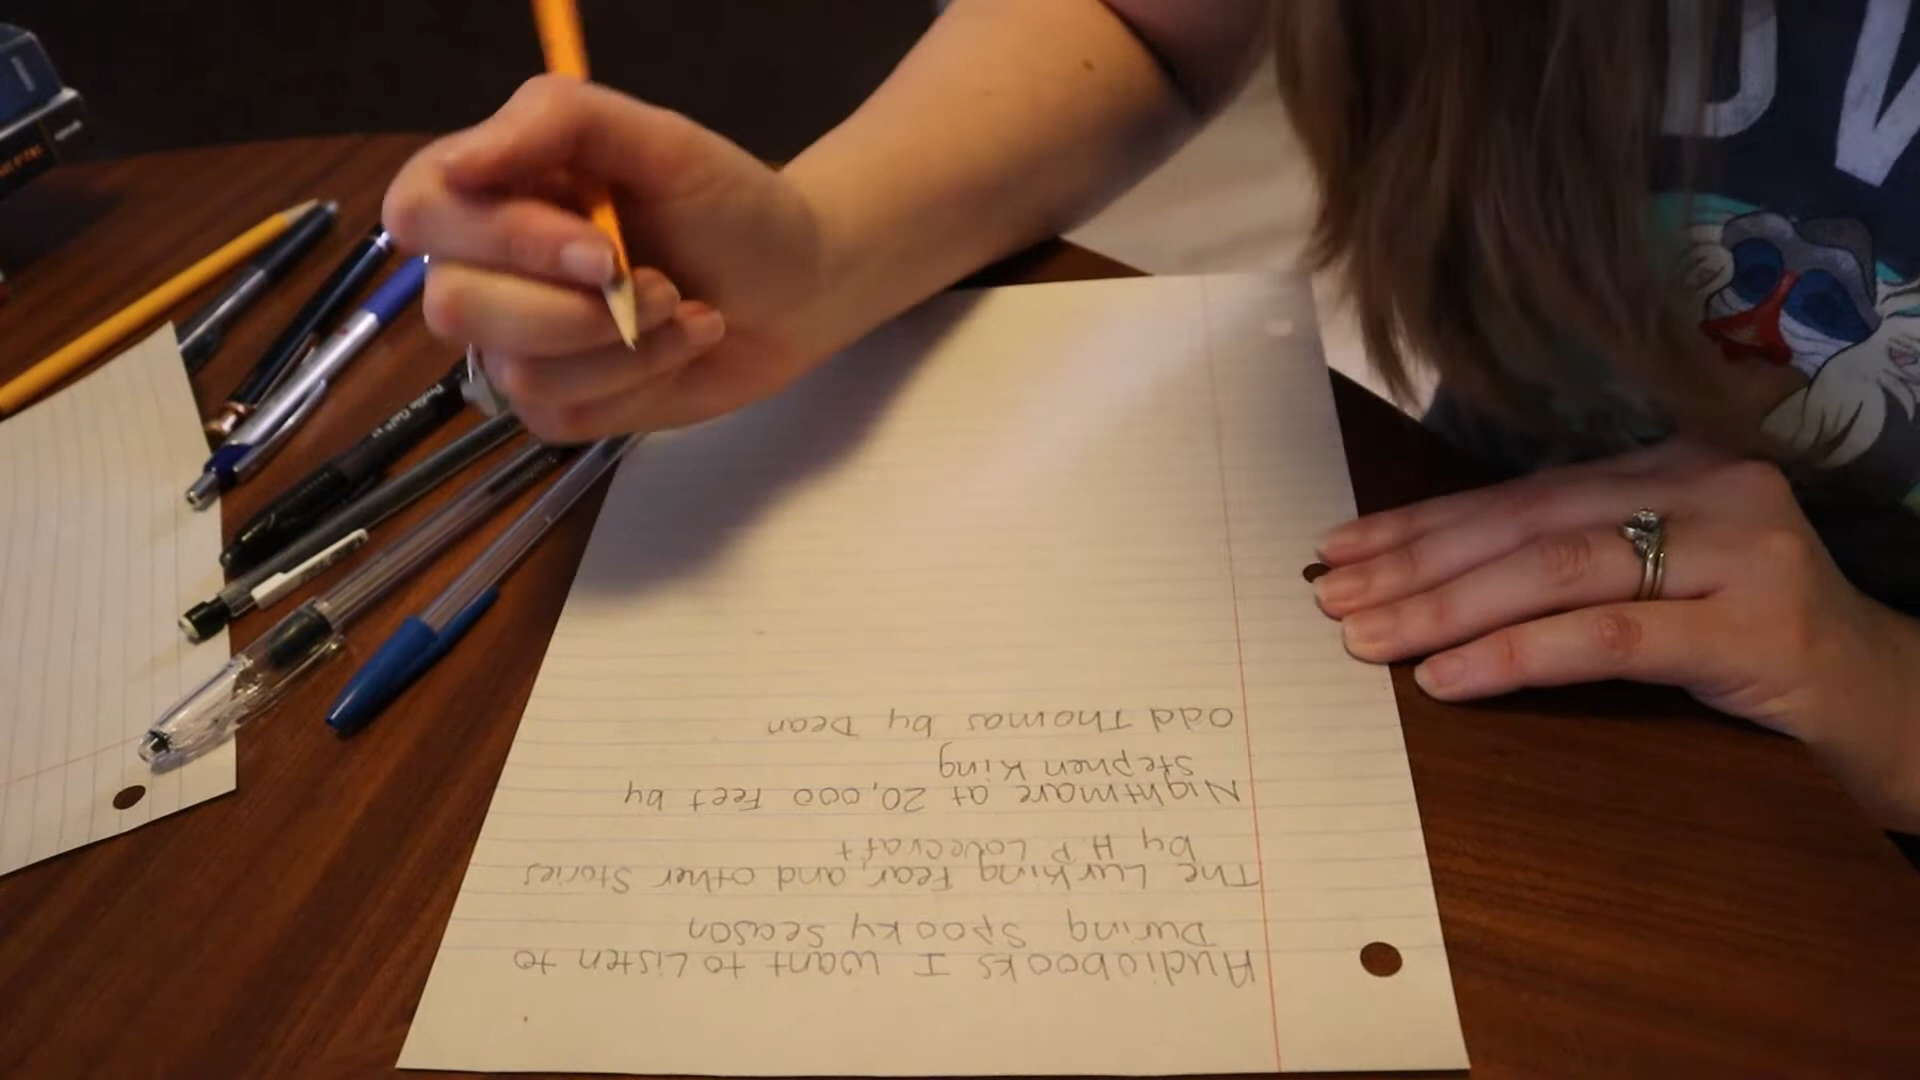 Audiobooks I want to Listen to
During Spooky Season
The Lurking Fear, and other Stories
by H.P Lovecraft
Nightmare at 20,000 Feet by
Stephen King
Odd Thomas by Dean